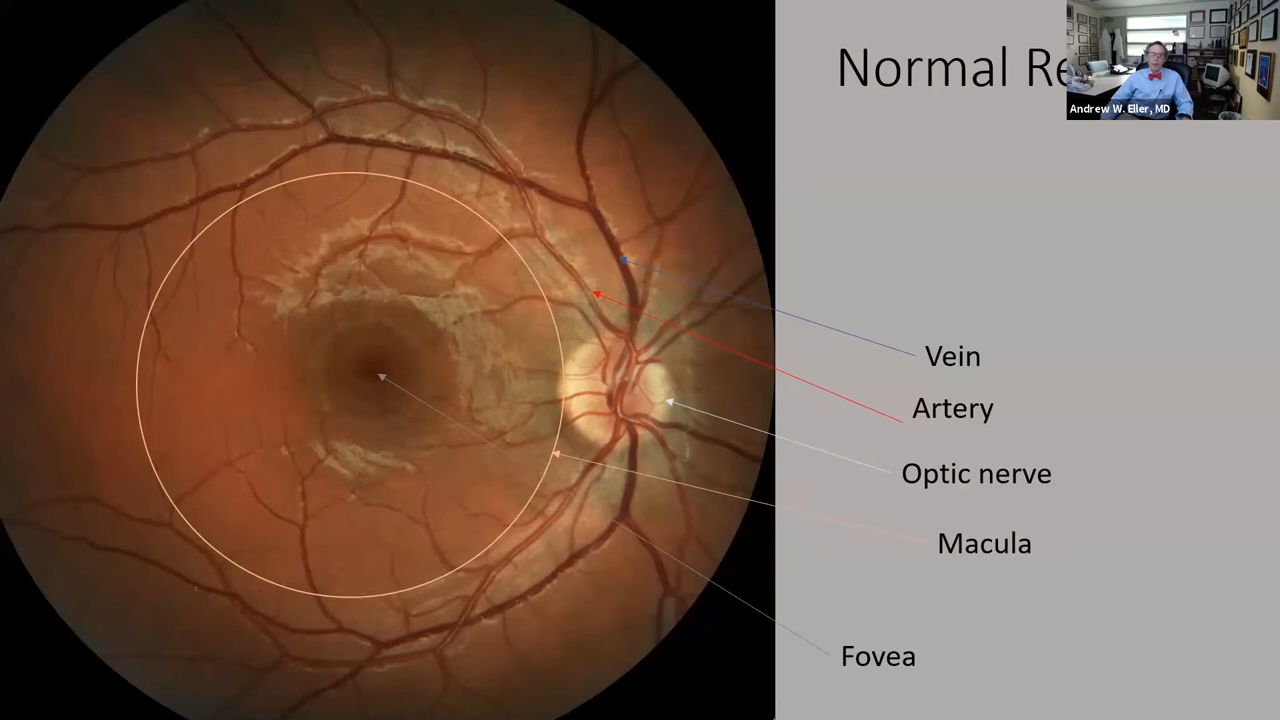 Normal Re
Andrew W. Eller, MD
Vein
Artery
Optic nerve
Macula
Fovea